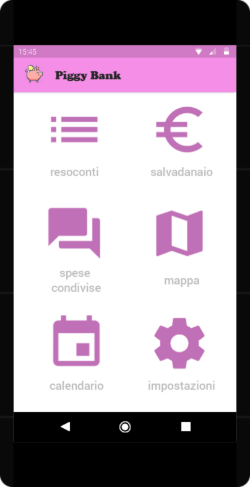 15:45
Piggy Bank
resoconti
salvadanaio
spese
condivise
mappa
calendario
impostazioni